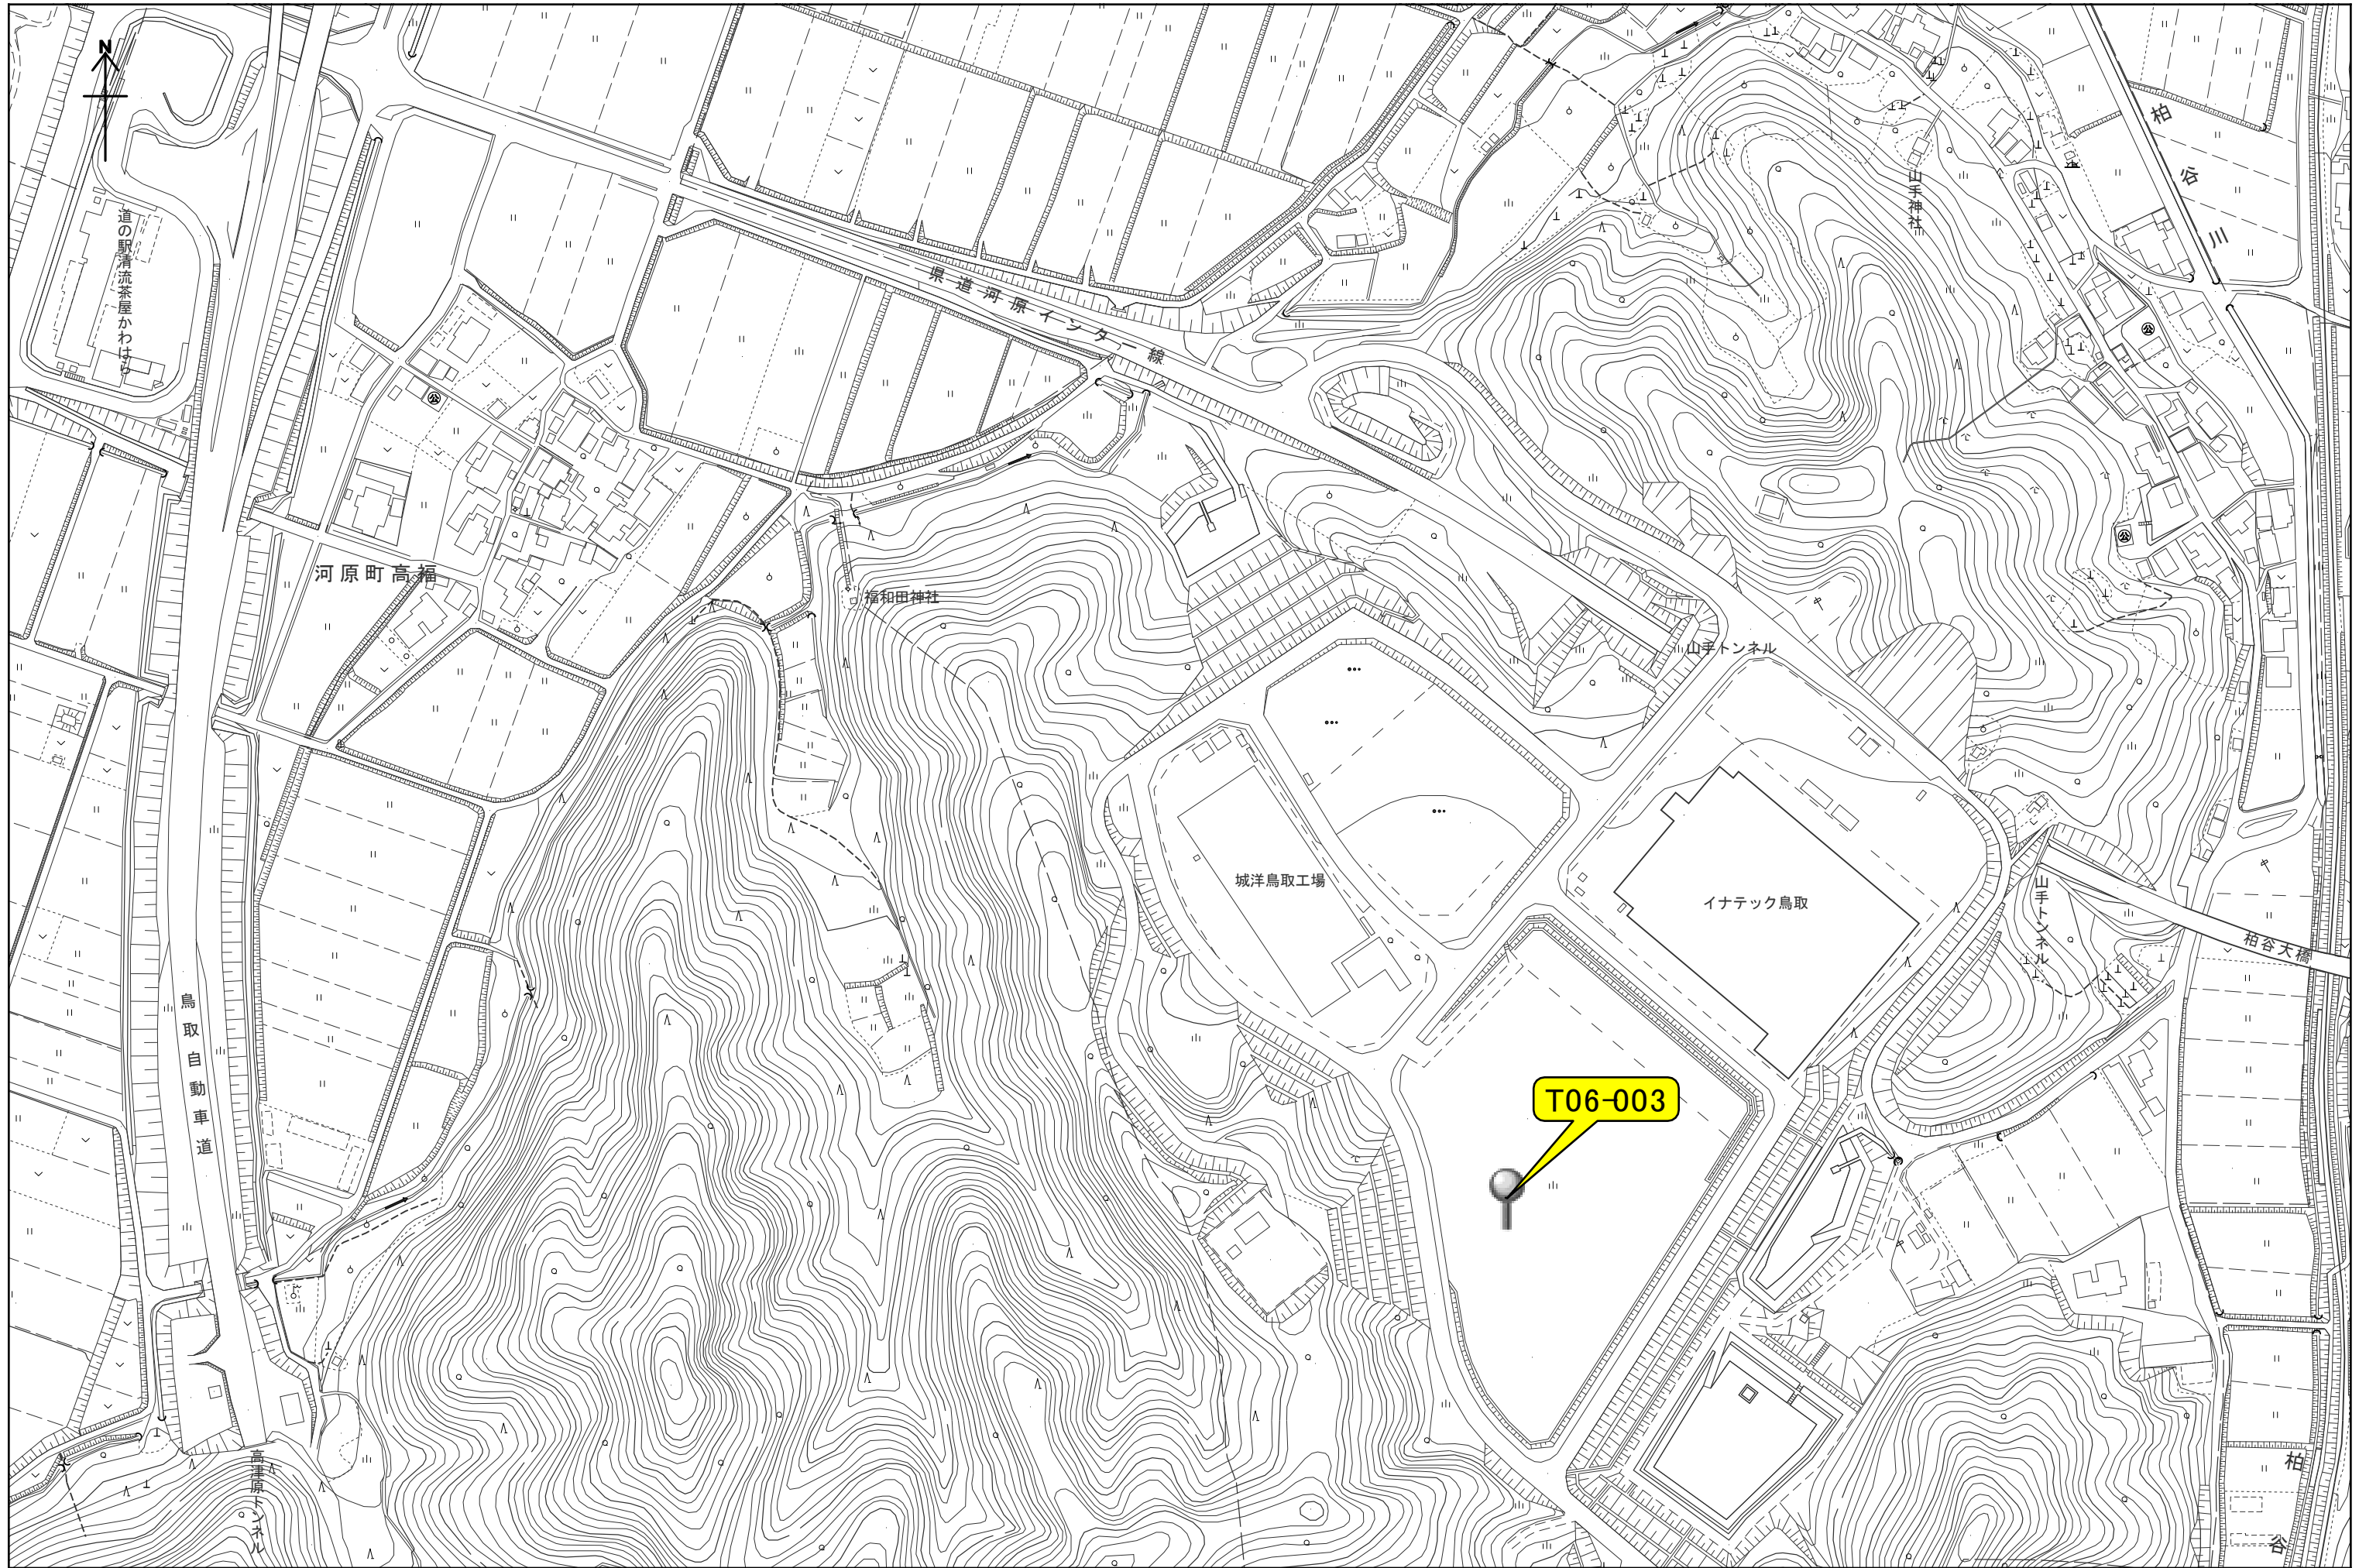 N
柏谷川
道の駅清流茶屋かわはら
山手神社
県道河原インター線
公
公
公
河原町高福
福和田神社
山手トンネル
城洋鳥取工場
イナテック鳥取
山手トンネル
柏谷大橋
鳥取自動車道
T06-003
高津原トンネル
柏谷